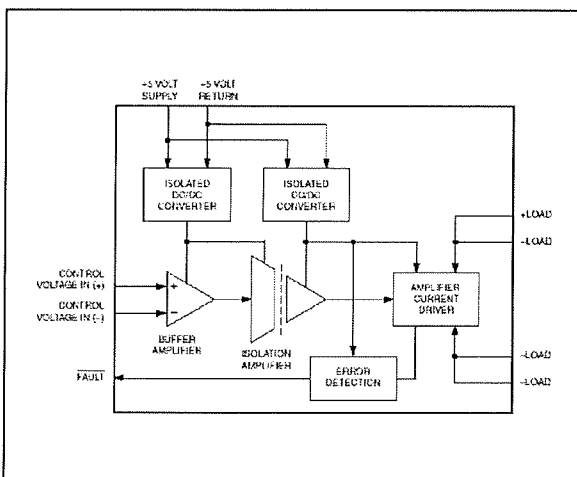 +5 VOLT
SUPPLY
+5 VOLT
RETURN
ISOLATED
DC/DC
CONVERTER
ISOLATED
DC/DC
CONVERTER
+LOAD
−LOAD
CONTROL
VOLTAGE IN (+)
CONTROL
VOLTAGE IN (−)
+
−
BUFFER
AMPLIFIER
ISOLATION
AMPLIFIER
AMPLIFIER
CURRENT
DRIVER
FAULT
ERROR
DETECTION
−LOAD
−LOAD